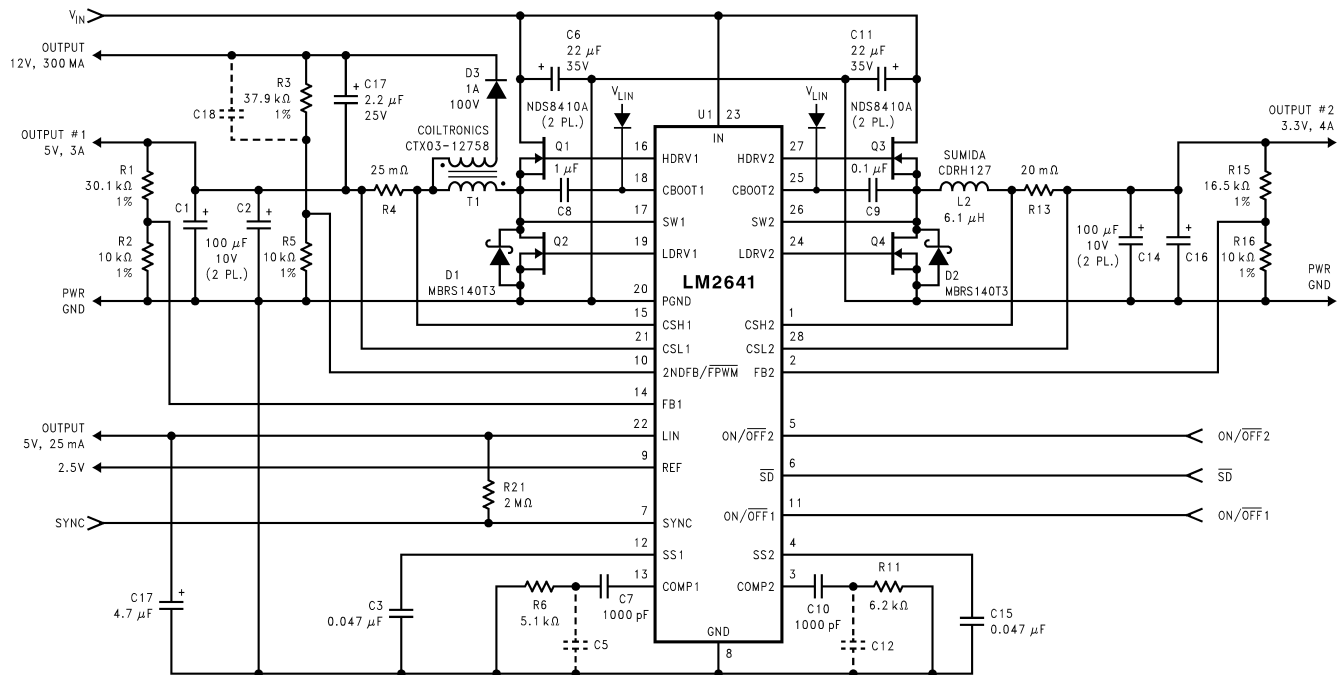 V IN
OUTPUT
12V, 300 MA
C18
R3
37.9 kΩ
1%
+ C17
2.2 μF
25V
D3
1A
100V
C6
22 μF
35V
+
C11
22 μF
35V
+
NDS8410A
(2 PL.)
V LIN
U1
23
IN
V LIN
NDS8410A
(2 PL.)
OUTPUT #2
3.3V, 4A
OUTPUT #1
5V, 3A
COILTRONICS
CTX03-12758
Q1
1 μF
C8
16
HDRV1
HDRV2
27
Q3
0.1 μF
C9
SUMIDA
CDRH127
L2
6.1 μH
20 mΩ
R13
R15
16.5 kΩ
1%
R1
30.1 kΩ
1%
25 mΩ
R4
T1
18
CBOOT1
CBOOT2
25
C1
+
C2
+
100 μF
10V
(2 PL.)
17
SW1
SW2
26
R2
10 kΩ
1%
R5
10 kΩ
1%
Q2
D1
MBRS140T3
19
LDRV1
LDRV2
24
Q4
D2
MBRS140T3
100 μF
10V
(2 PL.)
+
C14
+
C16
R16
10 kΩ
1%
LM2641
PWR
GND
PWR
GND
20
PGND
15
CSH1
CSH2
1
21
CSL1
CSL2
28
10
2NDFB/FPWM
FB2
2
14
FB1
OUTPUT
5V, 25 mA
22
LIN
ON/OFF2
5
ON/OFF2
2.5V
9
REF
SD
6
SD
R21
2 MΩ
SYNC
7
SYNC
ON/OFF1
11
ON/OFF1
12
SS1
SS2
4
13
COMP1
COMP2
3
C17
4.7 μF
+
C3
0.047 μF
R6
5.1 kΩ
C7
1000 pF
C5
C10
1000 pF
R11
6.2 kΩ
C12
C15
0.047 μF
GND
8